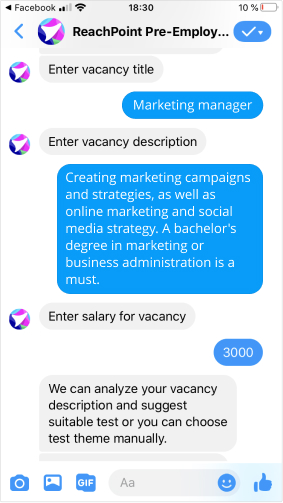 Facebook
18:30
10 %
ReachPoint Pre-Employ...
Enter vacancy title
Marketing manager
Enter vacancy description
Creating marketing campaigns
and strategies, as well as
online marketing and social
media strategy. A bachelor's
degree in marketing or
business administration is a
must.
Enter salary for vacancy
3000
We can analyze your vacancy
description and suggest
suitable test or you can choose
test theme manually.
GIF
Aa